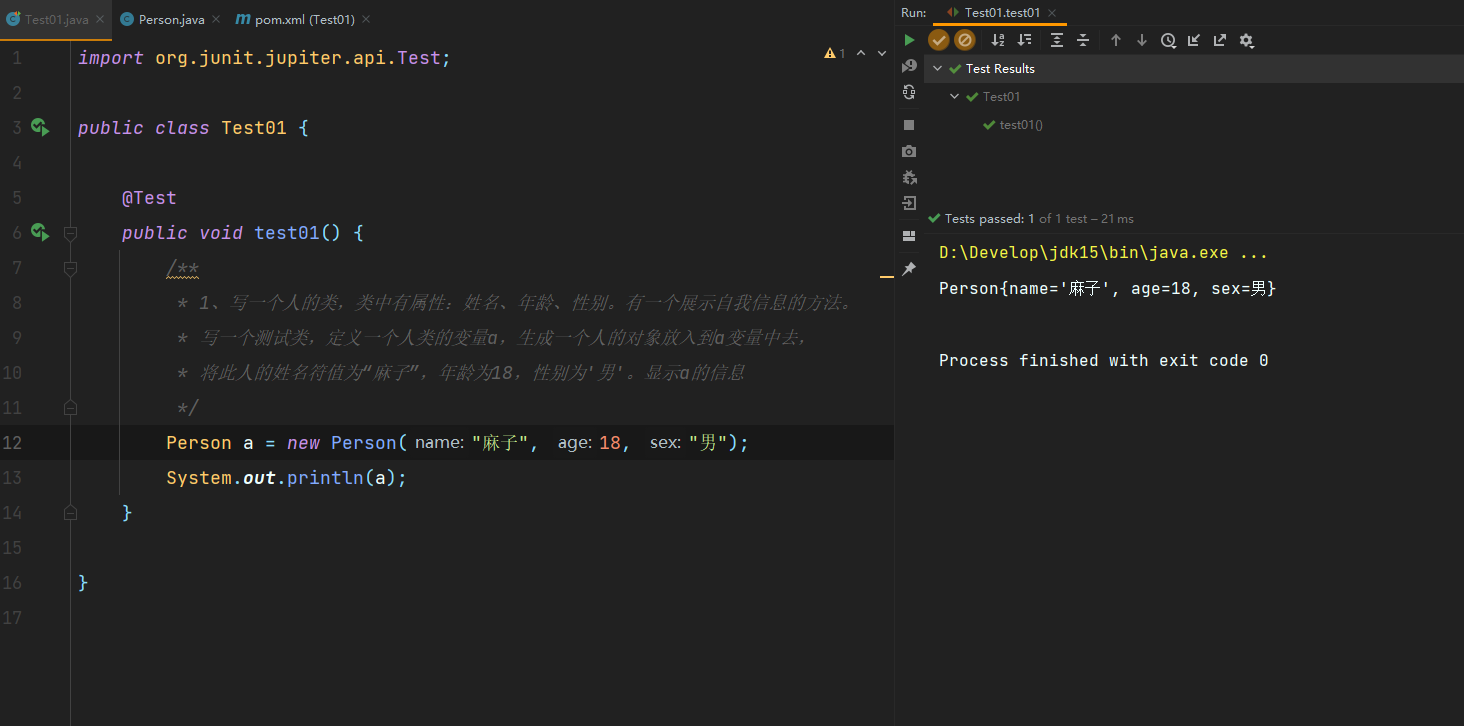 Test01.java × Person.java × m pom.xml (Test01) ×
1 import org.junit.jupiter.api.Test;
2
3 public class Test01 {
4
5 @Test
6 public void test01() {
7 /**
8 * 1、写一个人的类，类中有属性：姓名、年龄、性别。有一个展示自我信息的方法。
9 * 写一个测试类，定义一个人类的变量a，生成一个人的对象放入到a变量中去，
10 * 将此人的姓名符值为“麻子”，年龄为18，性别为'男'。显示a的信息
11 */
12 Person a = new Person( name: "麻子", age: 18, sex: "男");
13 System.out.println(a);
14 }
15
16 }
17
1
Run: Test01.test01 ×
Test Results
Test01
test01()
Tests passed: 1 of 1 test – 21 ms
D:\Develop\jdk15\bin\java.exe ...
Person{name='麻子', age=18, sex=男}
Process finished with exit code 0